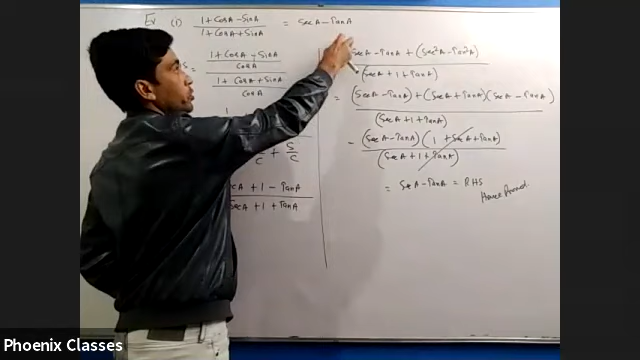 Ex (i) (1 + CosA - SinA)/(1 + CosA + SinA) = SecA - TanA
S = ((1 + CosA - SinA)/CosA)/((1 + CosA + SinA)/CosA)
1
/C + S/C
SecA + 1 - TanA
SecA + 1 + TanA
SecA - TanA + (Sec²A - Tan²A)
(SecA + 1 + TanA)
= (SecA - TanA) + (SecA + TanA)(SecA - TanA)
(SecA + 1 + TanA)
= (SecA - TanA) (1 + SecA + TanA)
(SecA + 1 + TanA)
= SecA - TanA = RHS
Hence Proved
Phoenix Classes